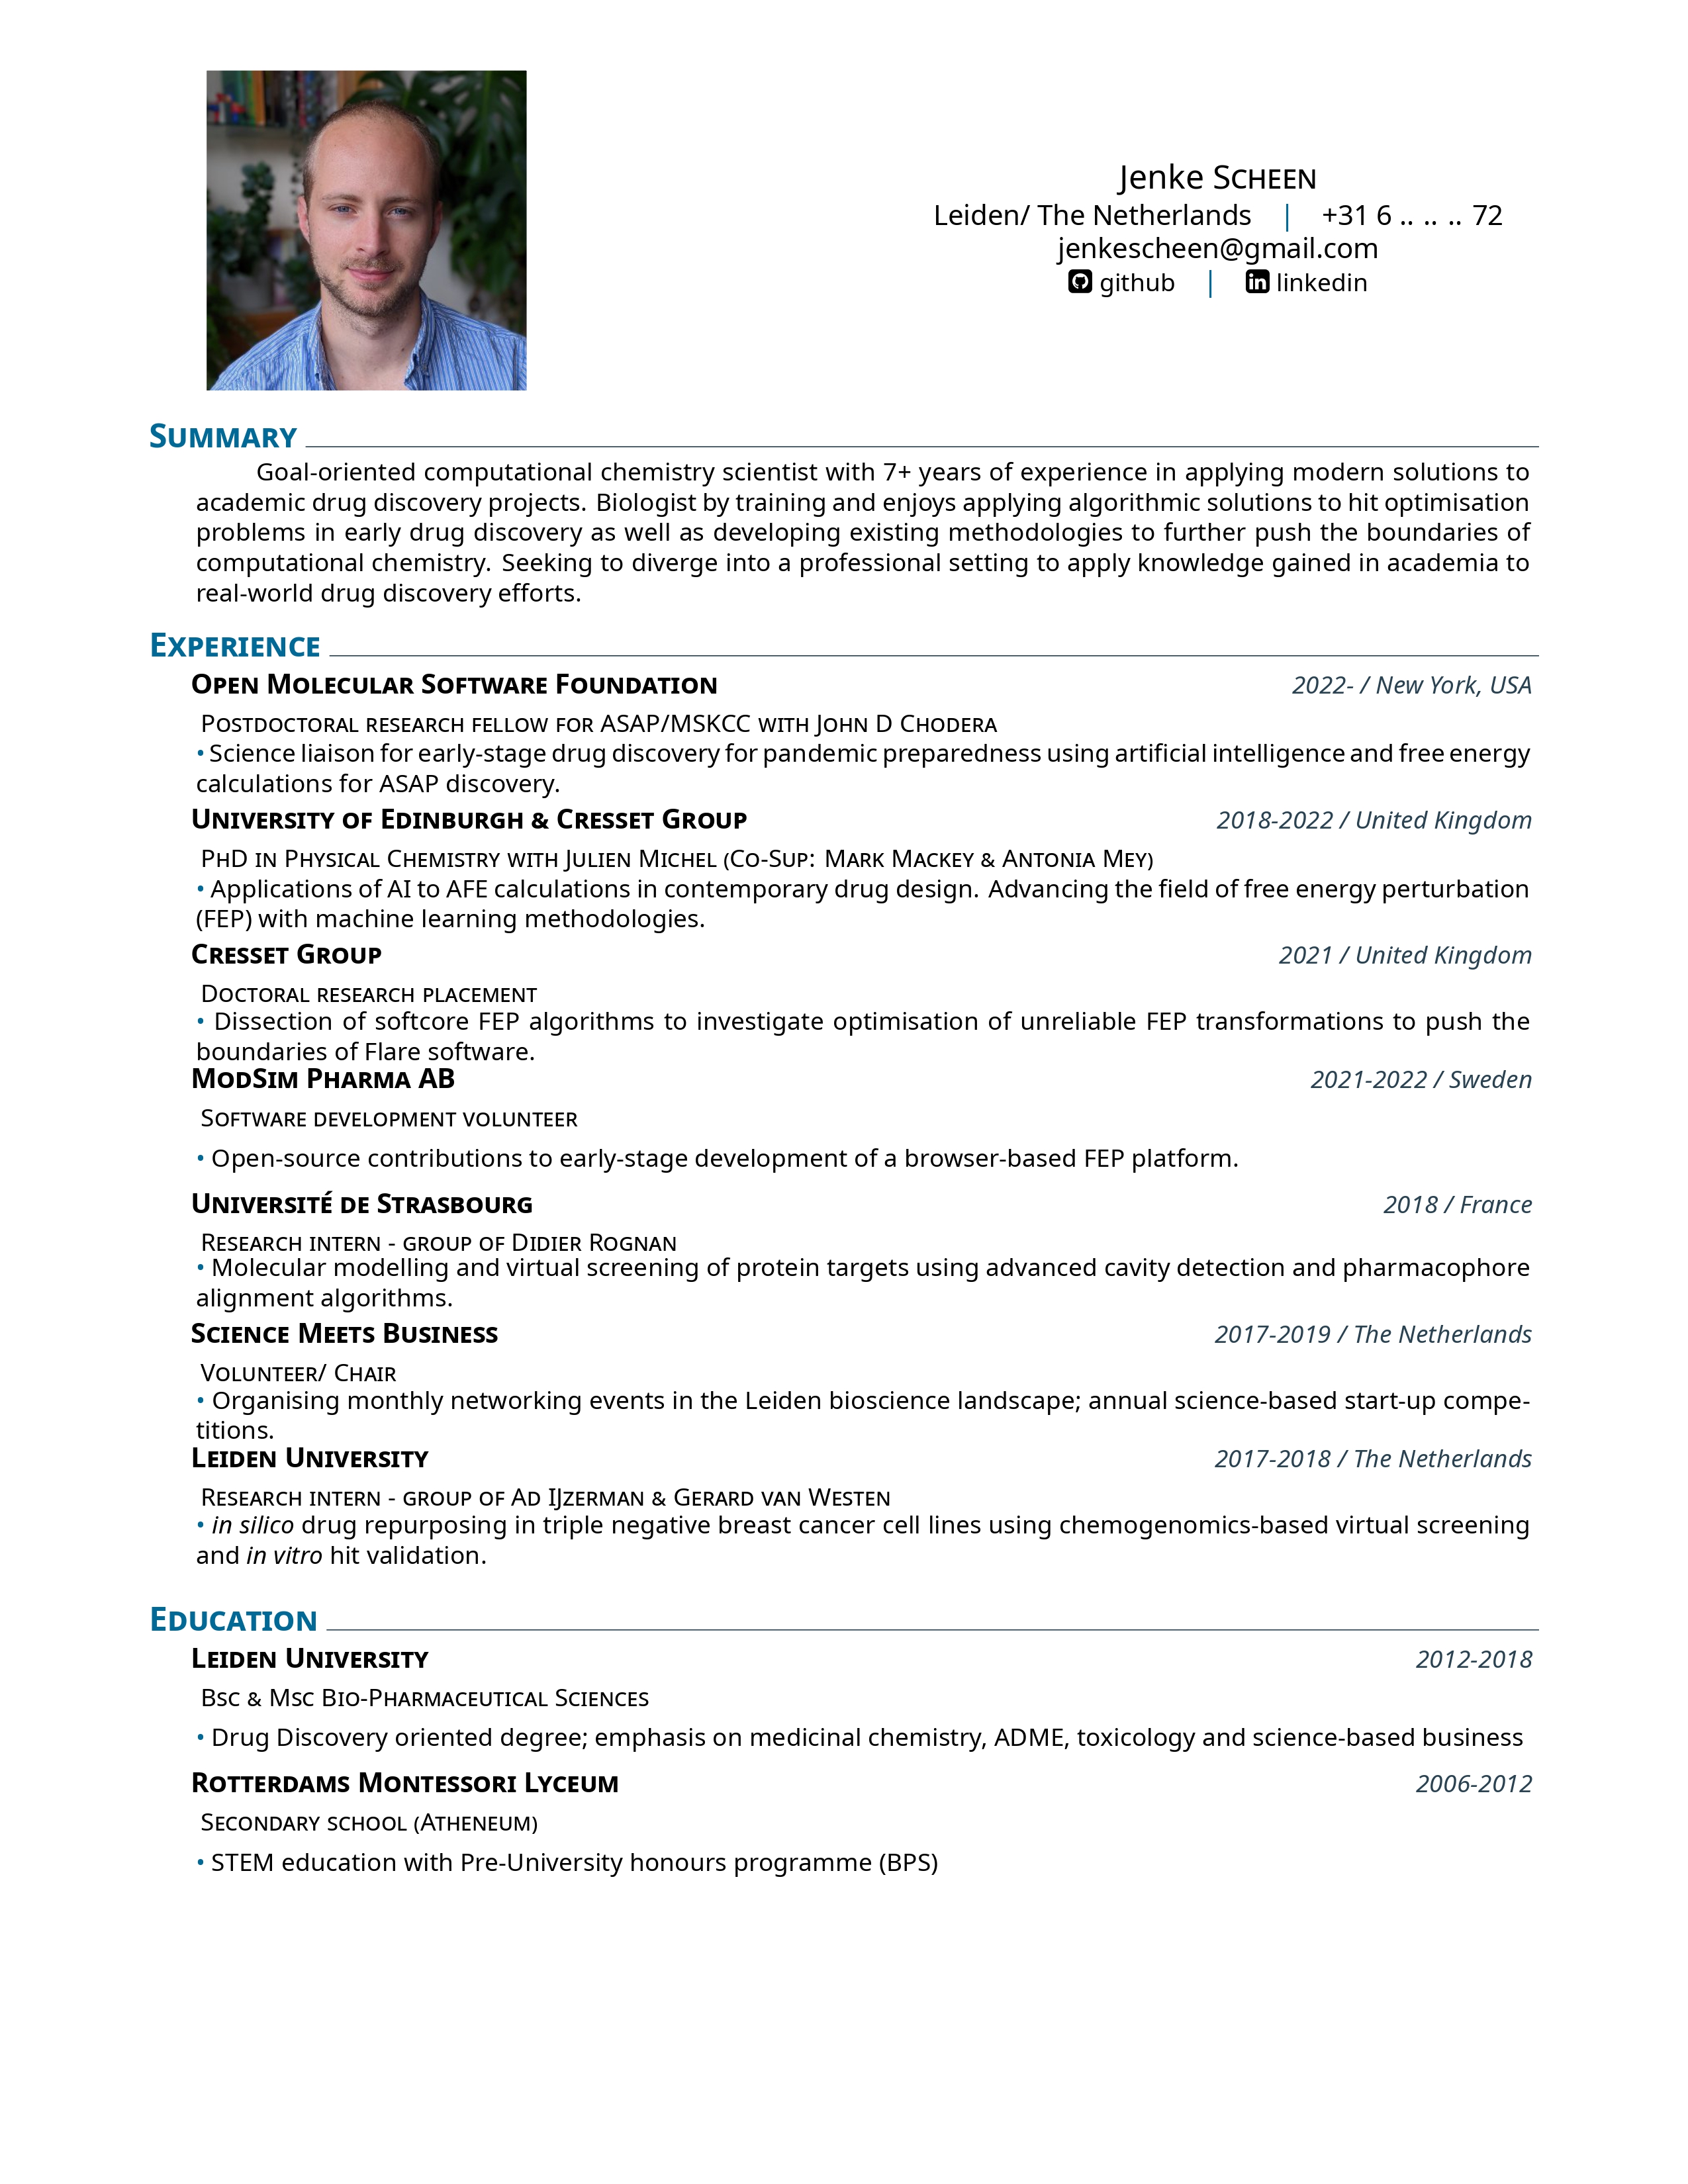 Jenke Scheen
Leiden/ The Netherlands | +31 6 .. .. .. 72
jenkescheen@gmail.com
github | linkedin
Summary
Goal-oriented computational chemistry scientist with 7+ years of experience in applying modern solutions to
academic drug discovery projects. Biologist by training and enjoys applying algorithmic solutions to hit optimisation
problems in early drug discovery as well as developing existing methodologies to further push the boundaries of
computational chemistry. Seeking to diverge into a professional setting to apply knowledge gained in academia to
real-world drug discovery efforts.
Experience
Open Molecular Software Foundation 2022- / New York, USA
Postdoctoral research fellow for ASAP/MSKCC with John D Chodera
• Science liaison for early-stage drug discovery for pandemic preparedness using artificial intelligence and free energy
calculations for ASAP discovery.
University of Edinburgh & Cresset Group 2018-2022 / United Kingdom
PhD in Physical Chemistry with Julien Michel (Co-Sup: Mark Mackey & Antonia Mey)
• Applications of AI to AFE calculations in contemporary drug design. Advancing the field of free energy perturbation
(FEP) with machine learning methodologies.
Cresset Group 2021 / United Kingdom
Doctoral research placement
• Dissection of softcore FEP algorithms to investigate optimisation of unreliable FEP transformations to push the
boundaries of Flare software.
ModSim Pharma AB 2021-2022 / Sweden
Software development volunteer
• Open-source contributions to early-stage development of a browser-based FEP platform.
Université de Strasbourg 2018 / France
Research intern - group of Didier Rognan
• Molecular modelling and virtual screening of protein targets using advanced cavity detection and pharmacophore
alignment algorithms.
Science Meets Business 2017-2019 / The Netherlands
Volunteer/ Chair
• Organising monthly networking events in the Leiden bioscience landscape; annual science-based start-up compe-
titions.
Leiden University 2017-2018 / The Netherlands
Research intern - group of Ad IJzerman & Gerard van Westen
• in silico drug repurposing in triple negative breast cancer cell lines using chemogenomics-based virtual screening
and in vitro hit validation.
Education
Leiden University 2012-2018
Bsc & Msc Bio-Pharmaceutical Sciences
• Drug Discovery oriented degree; emphasis on medicinal chemistry, ADME, toxicology and science-based business
Rotterdams Montessori Lyceum 2006-2012
Secondary school (Atheneum)
• STEM education with Pre-University honours programme (BPS)